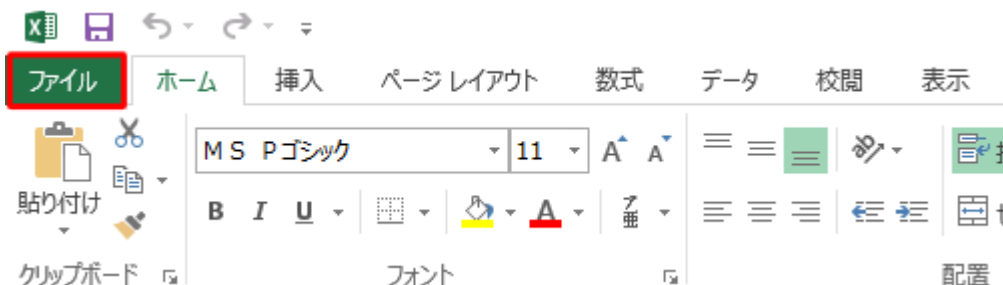 ファイル ホーム 挿入 ページ レイアウト 数式 データ 校閲 表示
ＭＳ Ｐゴシック 11 A A
貼り付け B I U A ア亜
クリップボード フォント 配置